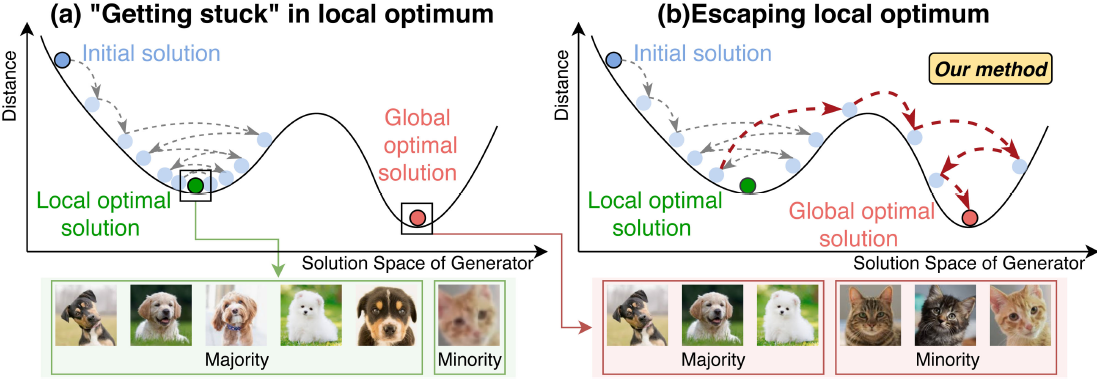 (a) "Getting stuck" in local optimum
Distance
Initial solution
Global
optimal
solution
Local optimal
solution
Solution Space of Generator
Majority
Minority
(b)Escaping local optimum
Distance
Initial solution
Our method
Local optimal
solution
Global optimal
solution
Solution Space of Generator
Majority
Minority